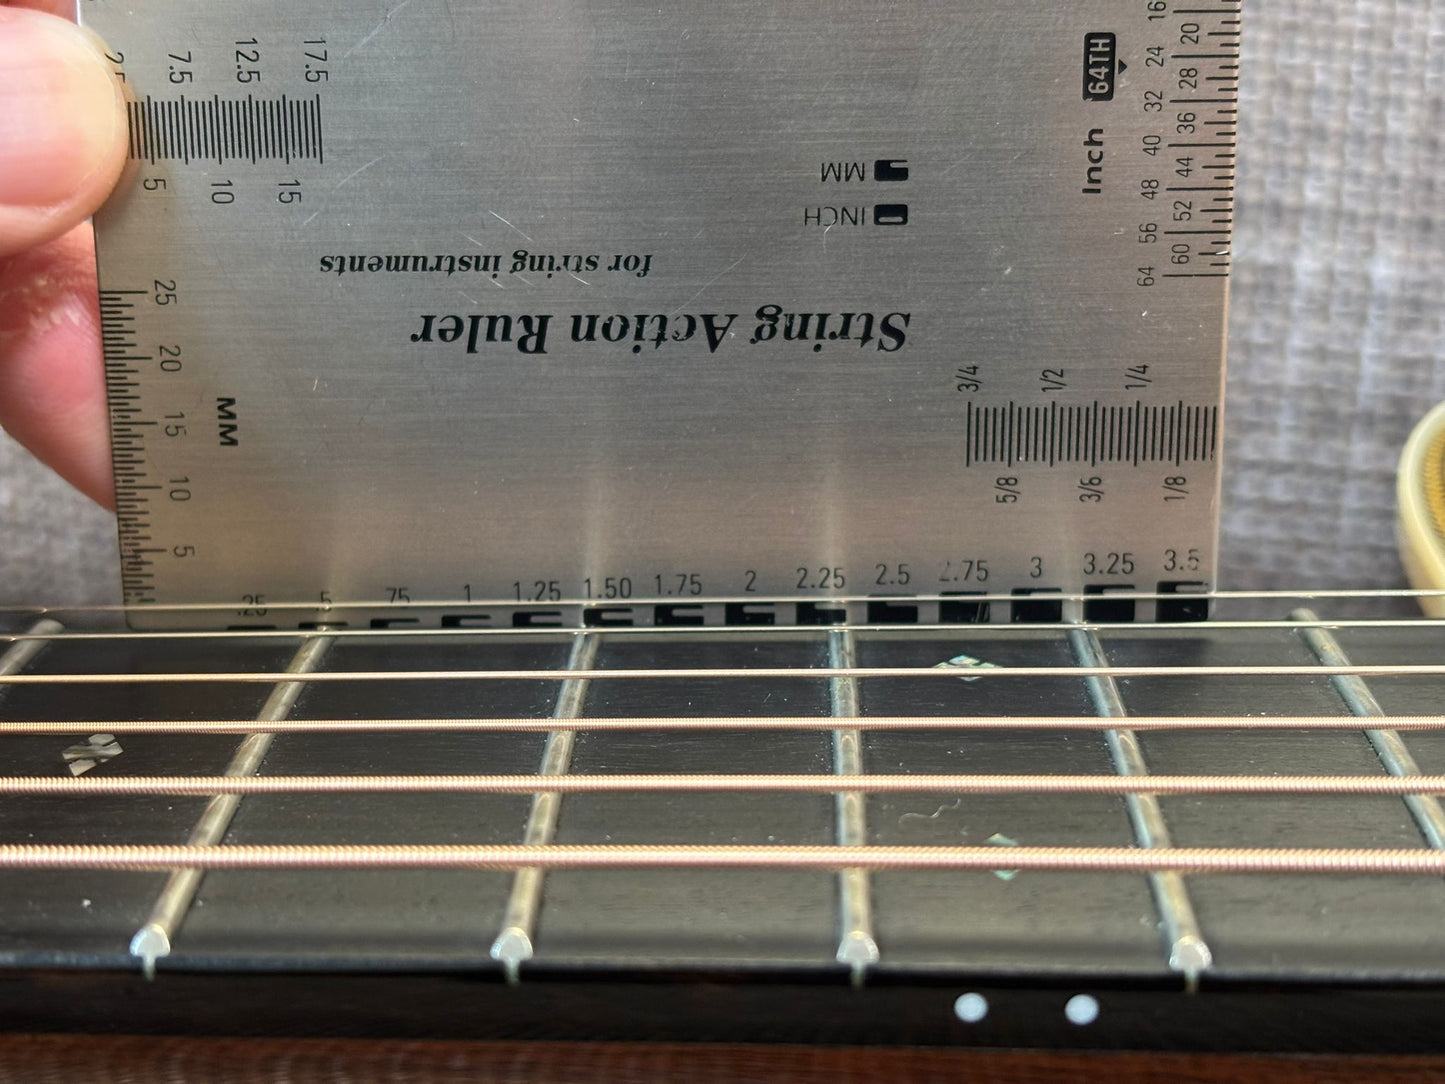 2.5 7.5 12.5 17.5
5 10 15
64TH
Inch
16 20 24 28 32 36 40 44 48 52 56 60 64
MM
INCH
for string instruments
String Action Ruler
25 20 15 10 5
MM
3/4 1/2 1/4
5/8 3/6 1/8
.25 .5 .75 1 1.25 1.50 1.75 2 2.25 2.5 2.75 3 3.25 3.5